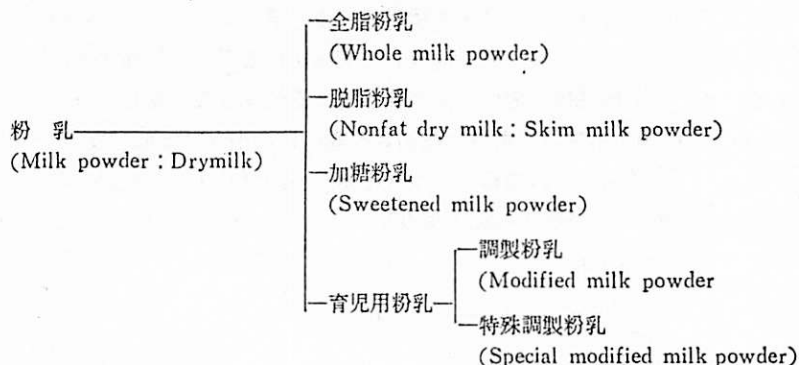 全脂粉乳
(Whole milk powder)
脱脂粉乳
(Nonfat dry milk：Skim milk powder)
粉 乳
(Milk powder：Drymilk)
加糖粉乳
(Sweetened milk powder)
育児用粉乳
調製粉乳
(Modified milk powder
特殊調製粉乳
(Special modified milk powder)